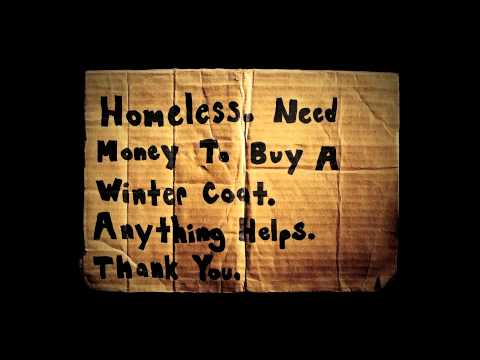 Homeless. Need
Money To Buy A
Winter Coat.
Anything Helps.
Thank You.